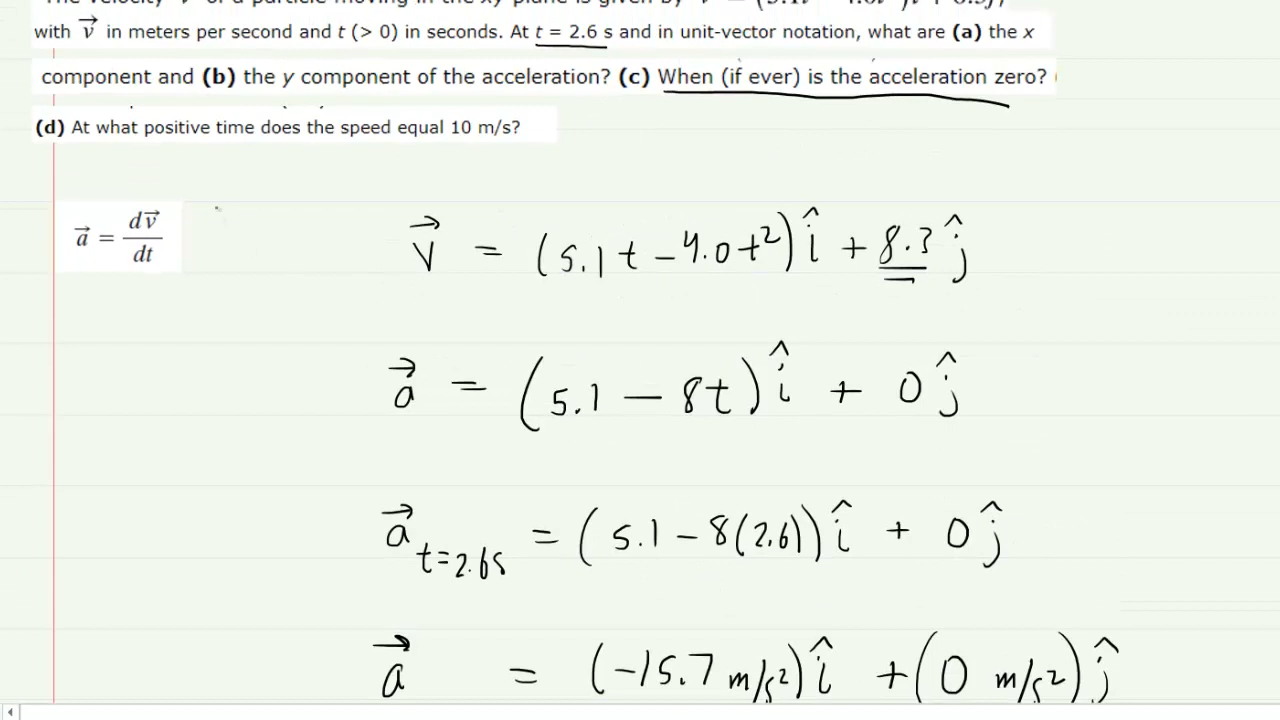 with v⃗ in meters per second and t (> 0) in seconds. At t = 2.6 s and in unit-vector notation, what are (a) the x
component and (b) the y component of the acceleration? (c) When (if ever) is the acceleration zero?
(d) At what positive time does the speed equal 10 m/s?
a⃗ = dv⃗/dt
v⃗ = (5.1t − 4.0t²) î + 8.3 ĵ
a⃗ = (5.1 − 8t) î + 0 ĵ
a⃗ t=2.6s = (5.1 − 8(2.6)) î + 0 ĵ
a⃗ = (−15.7 m/s²) î + (0 m/s²) ĵ